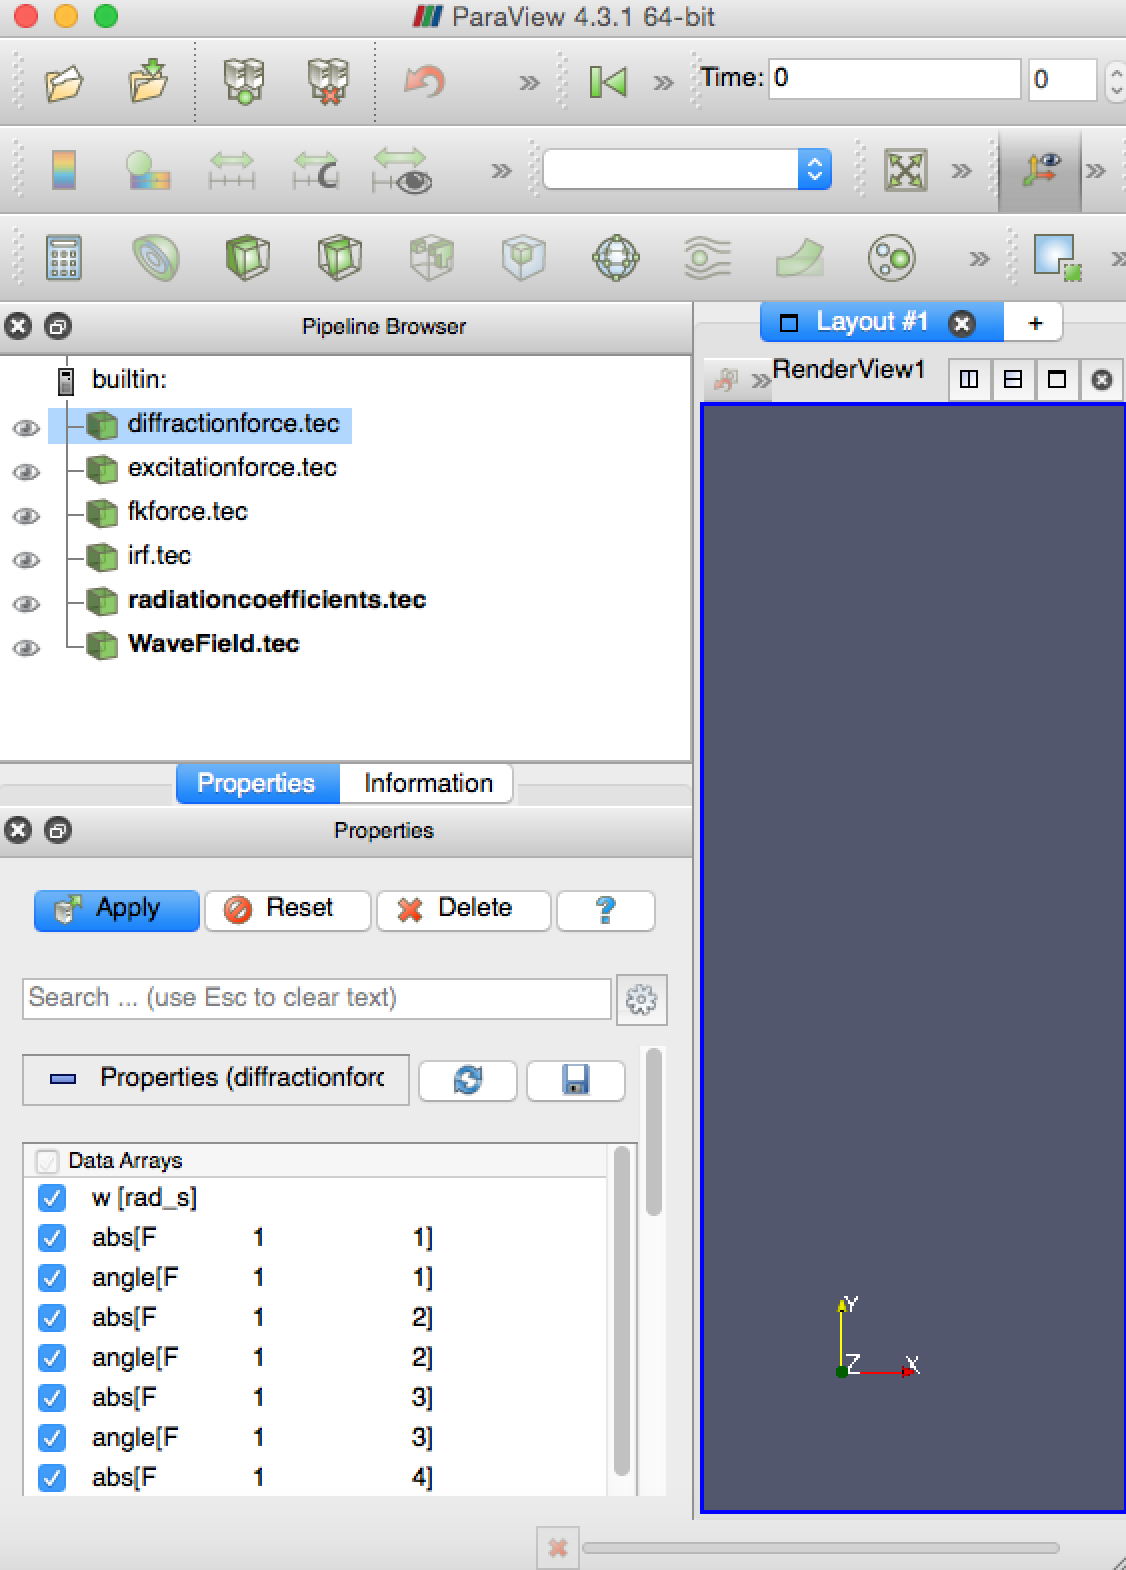 ParaView 4.3.1 64-bit
Time: 0 0
Pipeline Browser
builtin:
diffractionforce.tec
excitationforce.tec
fkforce.tec
irf.tec
radiationcoefficients.tec
WaveField.tec
Layout #1 +
RenderView1
Properties Information
Properties
Apply Reset Delete ?
Search ... (use Esc to clear text)
Properties (diffractionforc
Data Arrays
w [rad_s]
abs[F 1 1]
angle[F 1 1]
abs[F 1 2]
angle[F 1 2]
abs[F 1 3]
angle[F 1 3]
abs[F 1 4]
Y
Z X